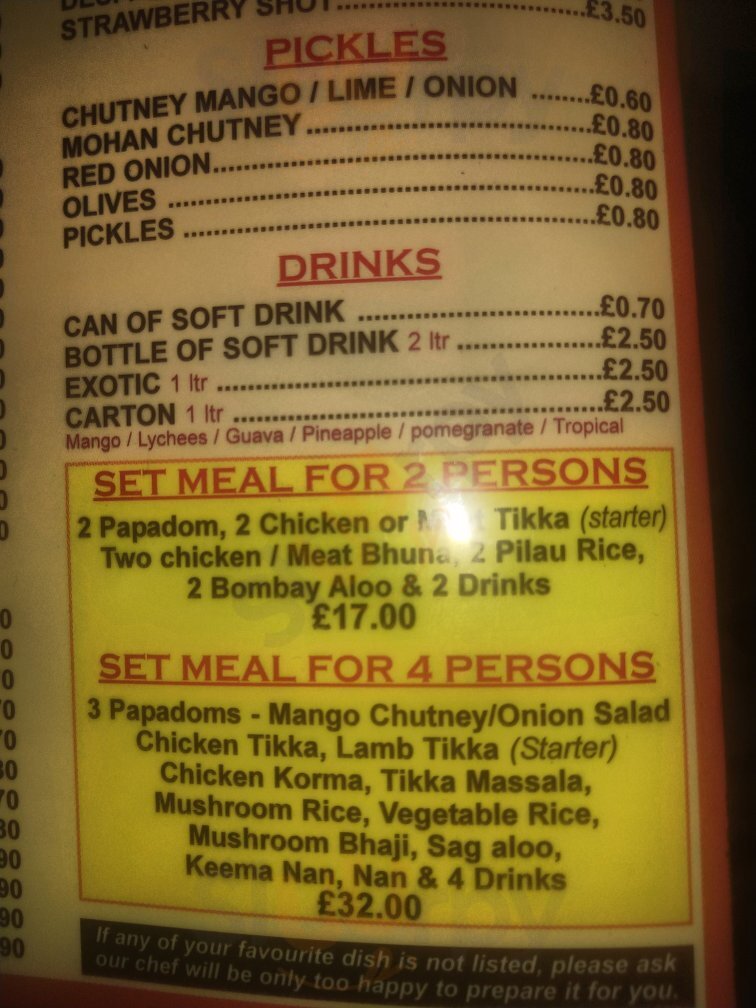 STRAWBERRY SHOT..............................£3.50
PICKLES
CHUTNEY MANGO / LIME / ONION ........£0.60
MOHAN CHUTNEY....................................£0.80
RED ONION................................................£0.80
OLIVES ......................................................£0.80
PICKLES ....................................................£0.80
DRINKS
CAN OF SOFT DRINK ..............................£0.70
BOTTLE OF SOFT DRINK 2 ltr ..................£2.50
EXOTIC 1 ltr ................................................£2.50
CARTON 1 ltr ..............................................£2.50
Mango / Lychees / Guava / Pineapple / pomegranate / Tropical
SET MEAL FOR 2 PERSONS
2 Papadom, 2 Chicken or Tikka (starter)
Two chicken / Meat Bhuna, 2 Pilau Rice,
2 Bombay Aloo & 2 Drinks
£17.00
SET MEAL FOR 4 PERSONS
3 Papadoms - Mango Chutney/Onion Salad
Chicken Tikka, Lamb Tikka (Starter)
Chicken Korma, Tikka Massala,
Mushroom Rice, Vegetable Rice,
Mushroom Bhaji, Sag aloo,
Keema Nan, Nan & 4 Drinks
£32.00
If any of your favourite dish is not listed, please ask
our chef will be only too happy to prepare it for you.